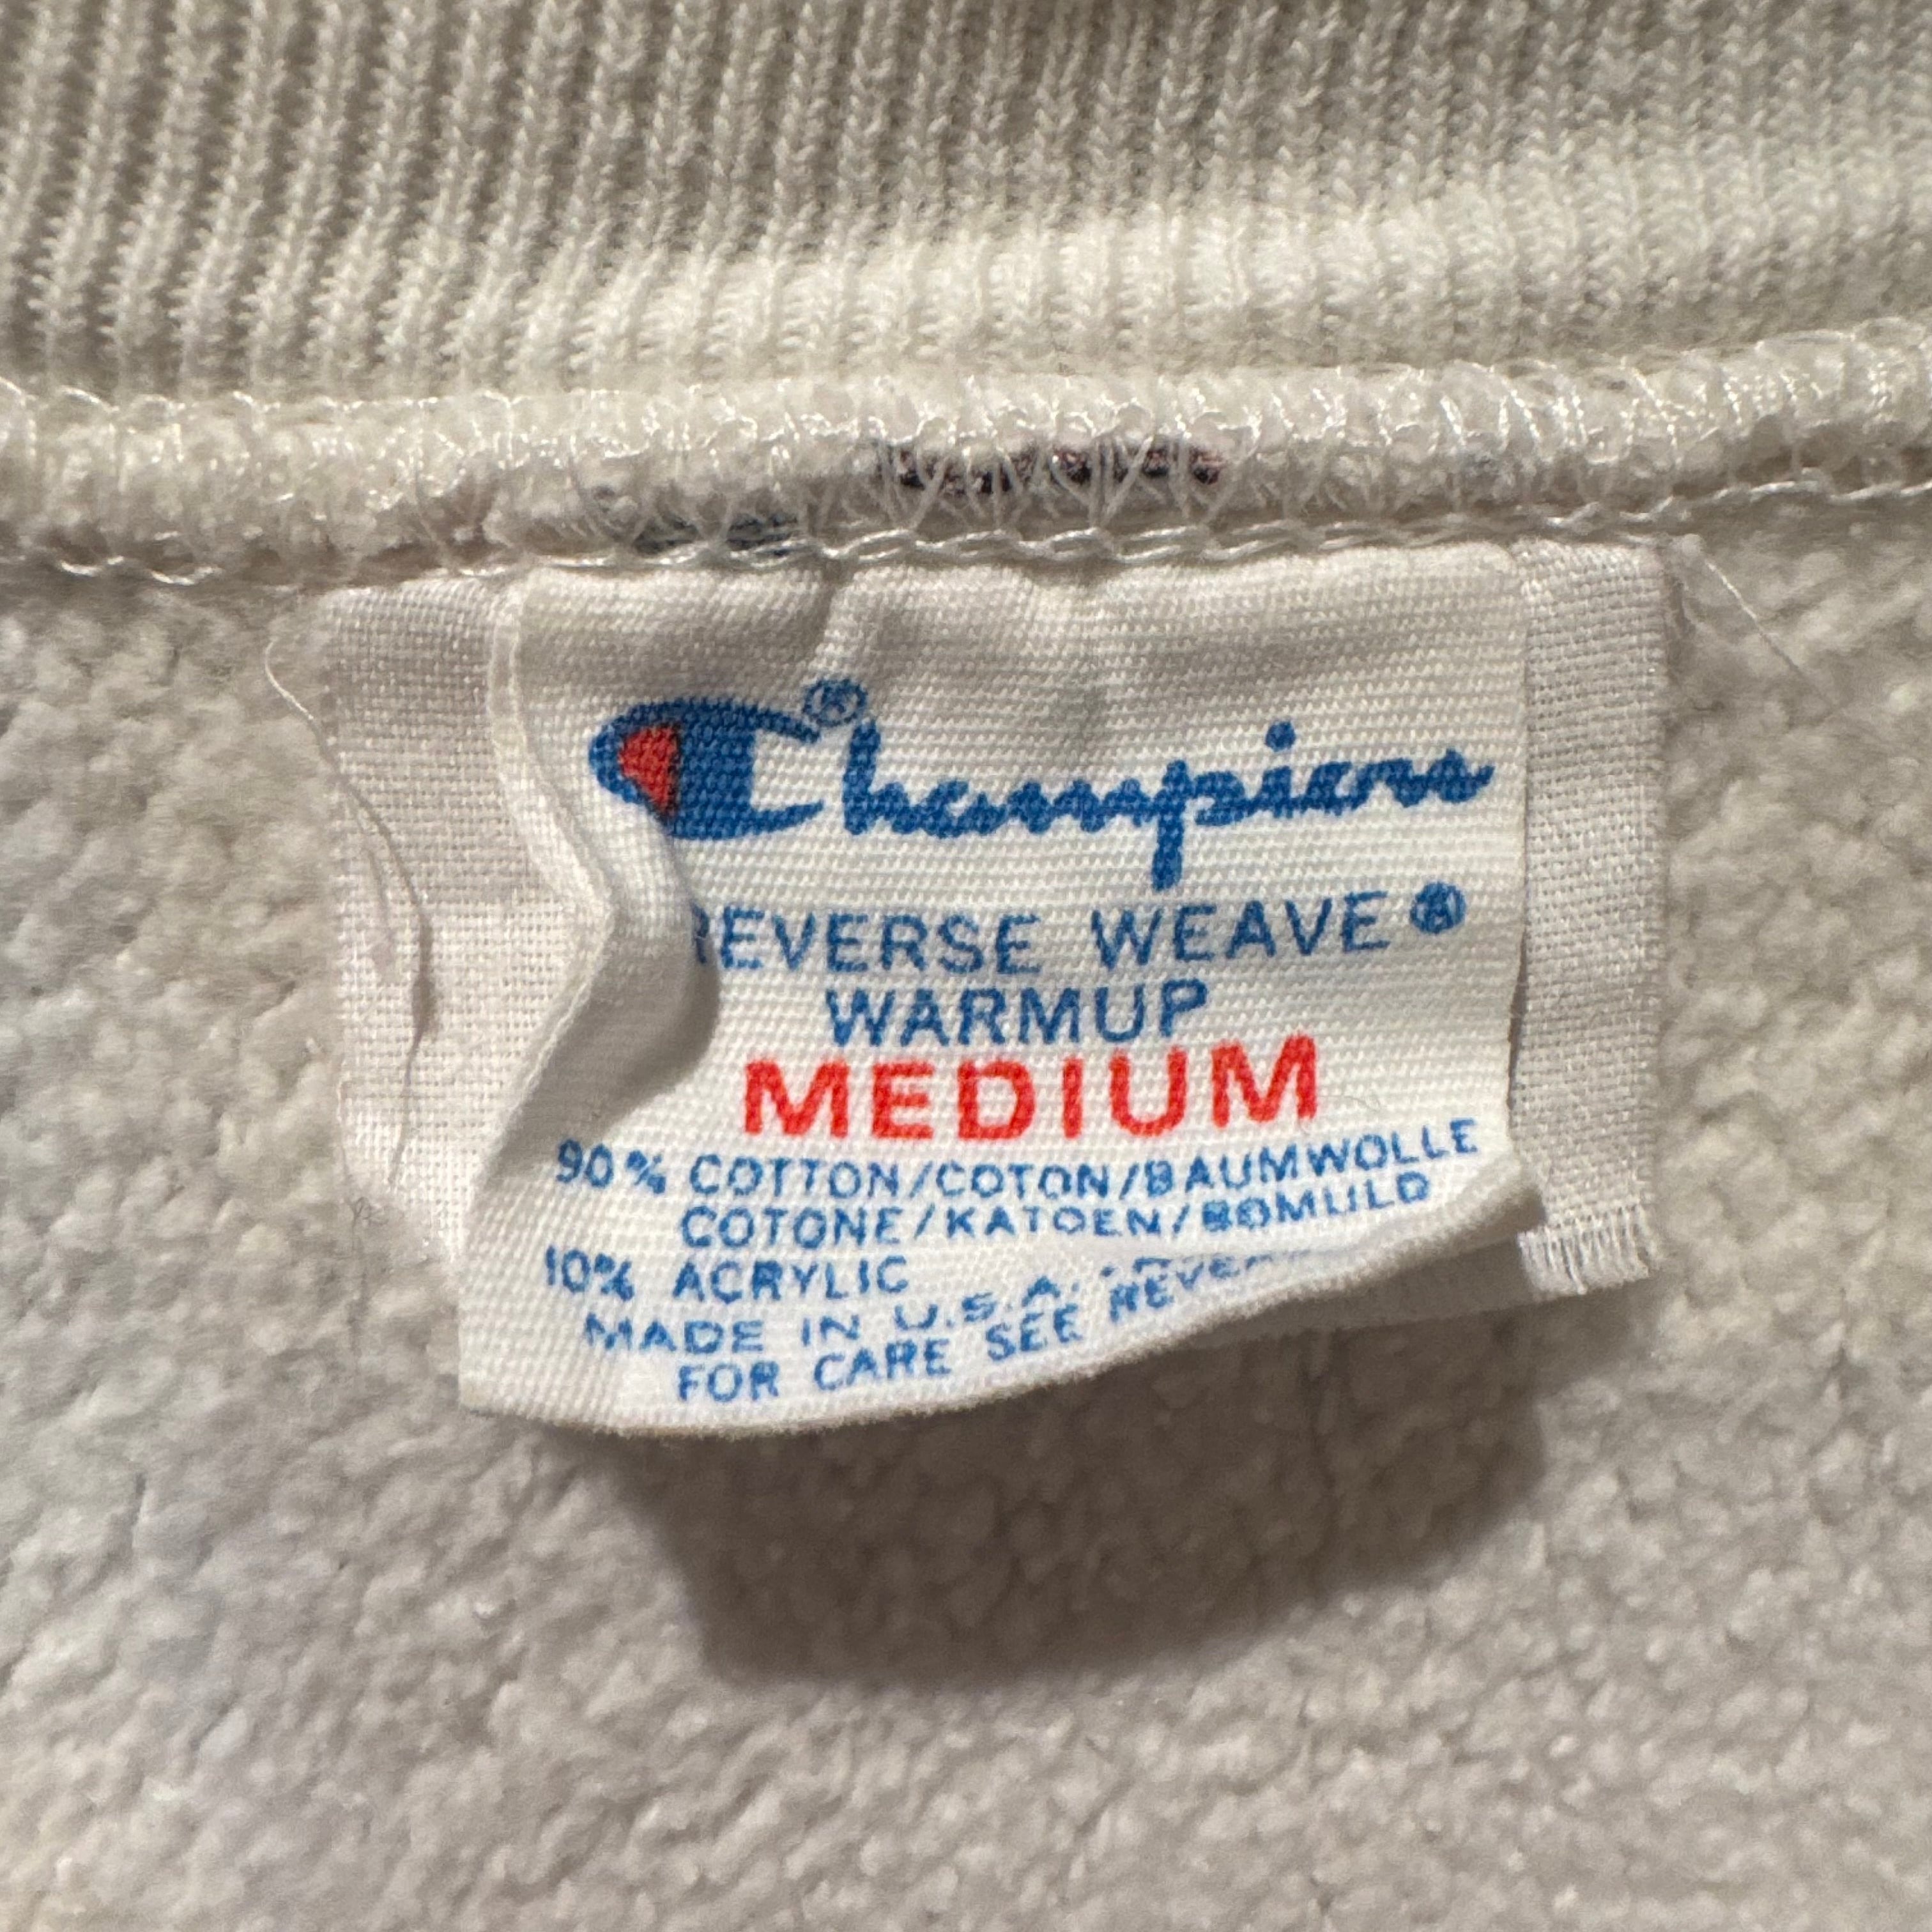 Champion®
REVERSE WEAVE®
WARMUP
MEDIUM
90% COTTON/COTON/BAUMWOLLE
COTONE/KATOEN/BOMULD
10% ACRYLIC
MADE IN U.S.A.
FOR CARE SEE REVERSE